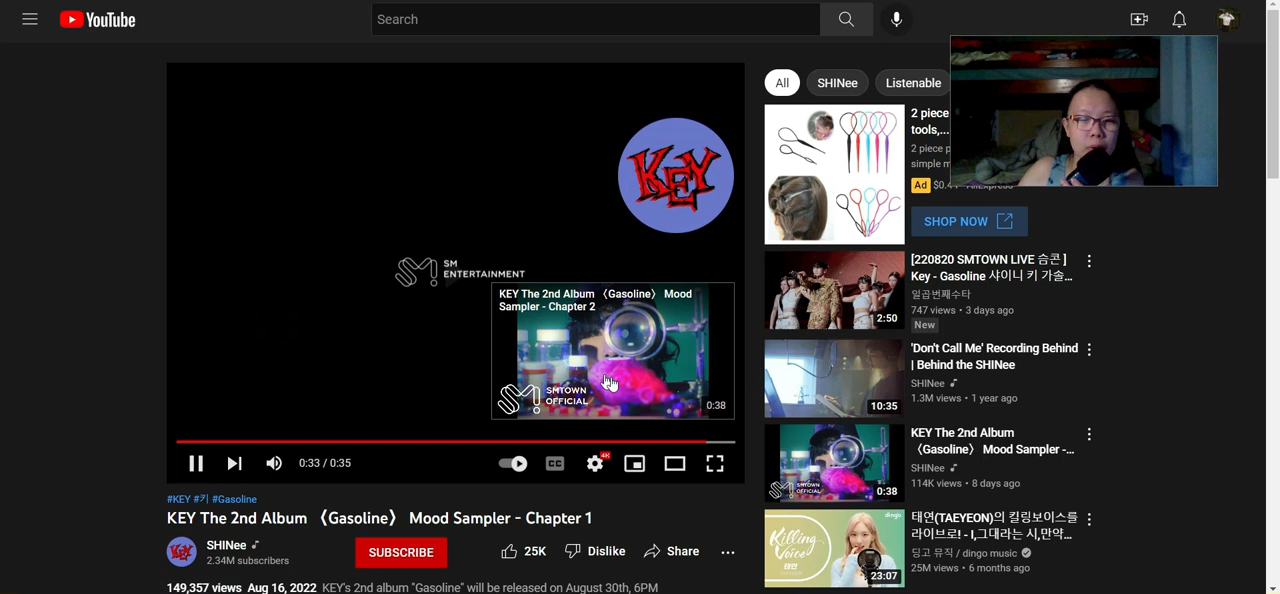 YouTube
Search
KEY
SM
ENTERTAINMENT
KEY The 2nd Album 〈Gasoline〉 Mood
Sampler - Chapter 2
SMTOWN
OFFICIAL
0:38
0:33 / 0:35
CC
4K
#KEY #키 #Gasoline
KEY The 2nd Album 〈Gasoline〉 Mood Sampler - Chapter 1
KEY
SHINee
2.34M subscribers
SUBSCRIBE
25K
Dislike
Share
149,357 views Aug 16, 2022 KEY's 2nd album "Gasoline" will be released on August 30th, 6PM
All
SHINee
Listenable
2 piece
tools,...
2 piece p
simple m
Ad
SHOP NOW
[220820 SMTOWN LIVE 슴콘 ]
Key - Gasoline 샤이니 키 가솔...
일곱번째수타
747 views • 3 days ago
New
2:50
'Don't Call Me' Recording Behind
| Behind the SHINee
SHINee
1.3M views • 1 year ago
10:35
KEY The 2nd Album
〈Gasoline〉 Mood Sampler -...
SHINee
114K views • 8 days ago
SMTOWN
OFFICIAL
0:38
태연(TAEYEON)의 킬링보이스를
라이브로! - I,그대라는 시,만약...
딩고 뮤직 / dingo music
25M views • 6 months ago
dingo
Killing
Voice
태연
23:07